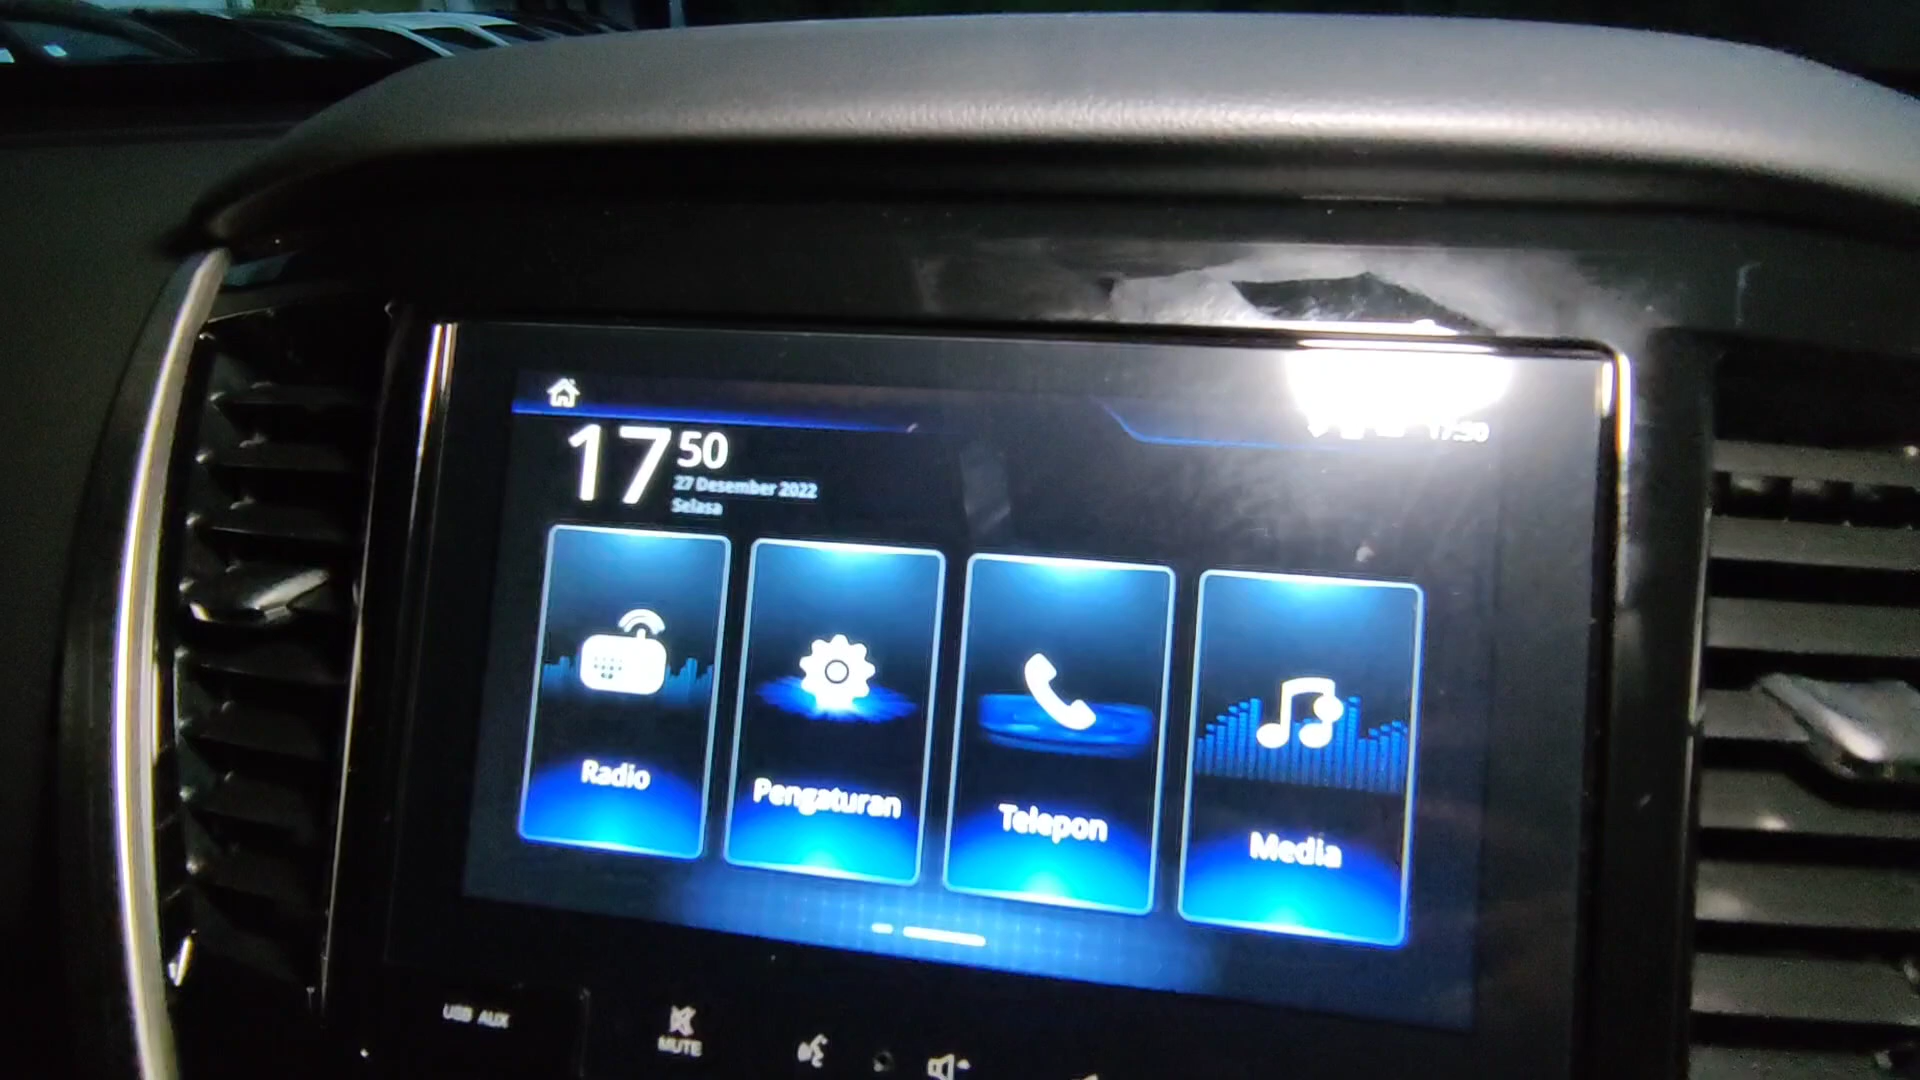 17 50
27 Desember 2022
Selasa
Radio
Pengaturan
Telepon
Media
USB AUX
MUTE